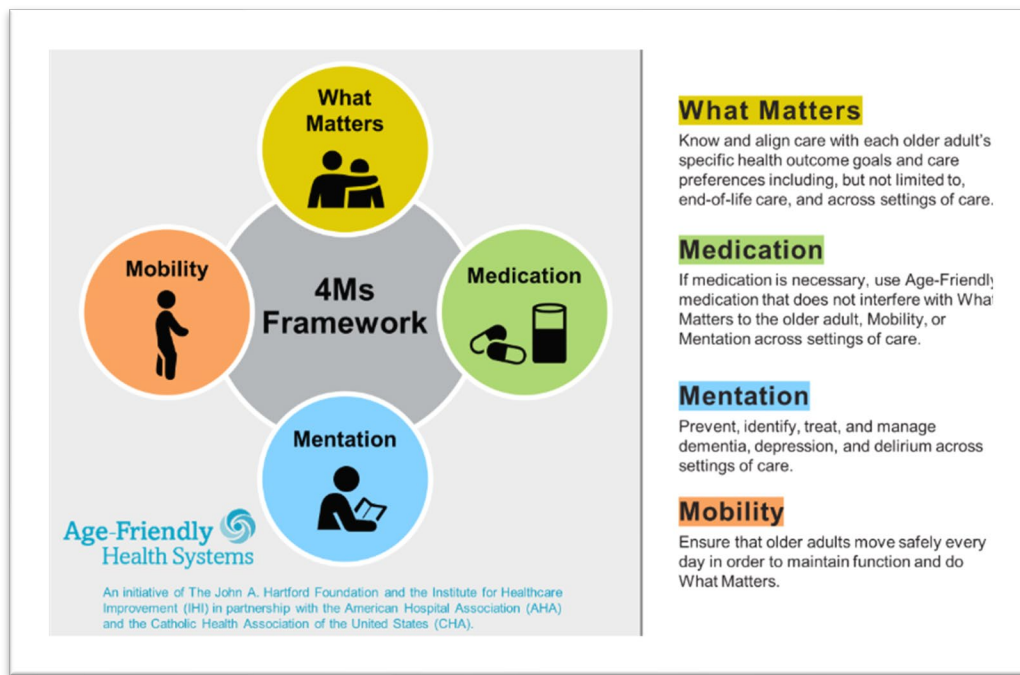 What
Matters
Mobility
Medication
4Ms
Framework
Mentation
Age-Friendly
Health Systems
An initiative of The John A. Hartford Foundation and the Institute for Healthcare
Improvement (IHI) in partnership with the American Hospital Association (AHA)
and the Catholic Health Association of the United States (CHA).
What Matters
Know and align care with each older adult's
specific health outcome goals and care
preferences including, but not limited to,
end-of-life care, and across settings of care.
Medication
If medication is necessary, use Age-Friendly
medication that does not interfere with What
Matters to the older adult, Mobility, or
Mentation across settings of care.
Mentation
Prevent, identify, treat, and manage
dementia, depression, and delirium across
settings of care.
Mobility
Ensure that older adults move safely every
day in order to maintain function and do
What Matters.